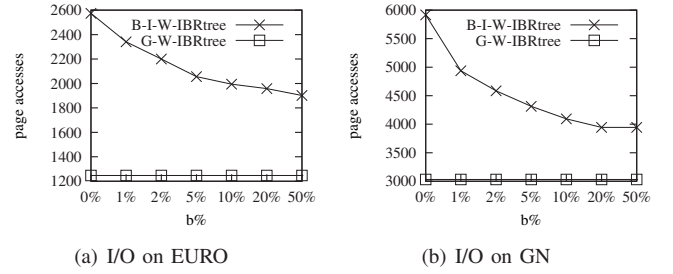 2600
2400
2200
2000
1800
1600
1400
1200
page accesses
B-I-W-IBRtree
G-W-IBRtree
0% 1% 2% 5% 10% 20% 50%
b%
(a) I/O on EURO
6000
5500
5000
4500
4000
3500
3000
page accesses
B-I-W-IBRtree
G-W-IBRtree
0% 1% 2% 5% 10% 20% 50%
b%
(b) I/O on GN